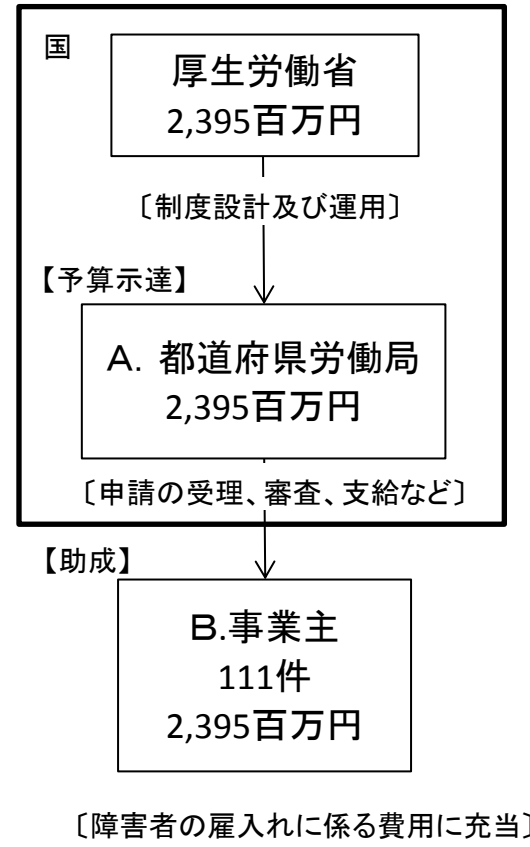 国
厚生労働省
2,395百万円
〔制度設計及び運用〕
【予算示達】
A．都道府県労働局
2,395百万円
〔申請の受理、審査、支給など〕
【助成】
B.事業主
111件
2,395百万円
〔障害者の雇入れに係る費用に充当〕